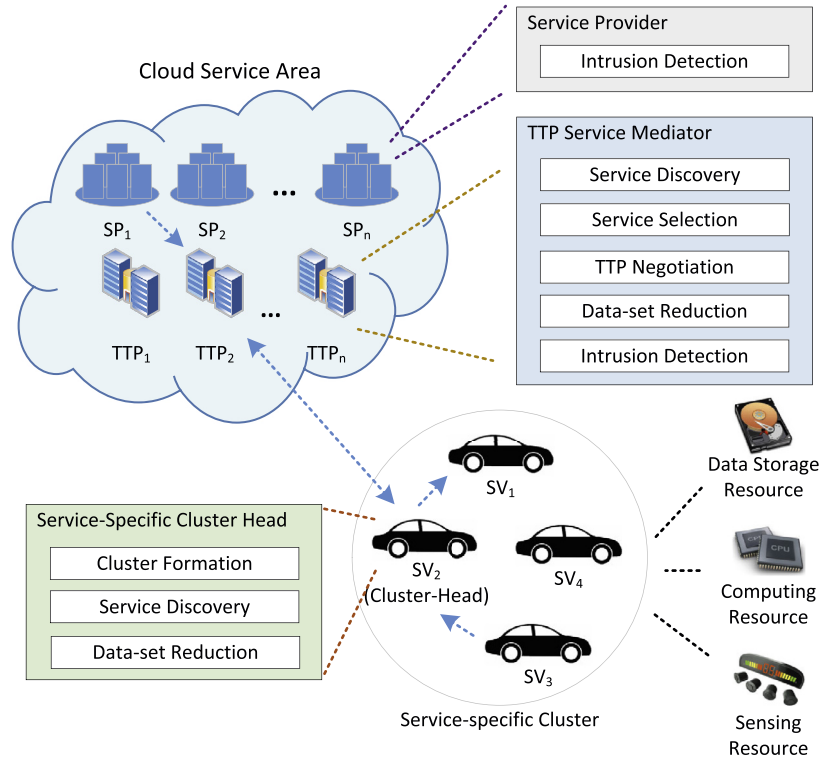 Service Provider
Intrusion Detection
Cloud Service Area
TTP Service Mediator
Service Discovery
Service Selection
TTP Negotiation
Data-set Reduction
Intrusion Detection
SP₁ SP₂ ... SPₙ
...
TTP₁ TTP₂ TTPₙ
Data Storage
Resource
SV₁
Service-Specific Cluster Head
Cluster Formation
Service Discovery
Data-set Reduction
SV₂
(Cluster-Head)
SV₄
CPU
CPU
Computing
Resource
SV₃
Service-specific Cluster
Sensing
Resource